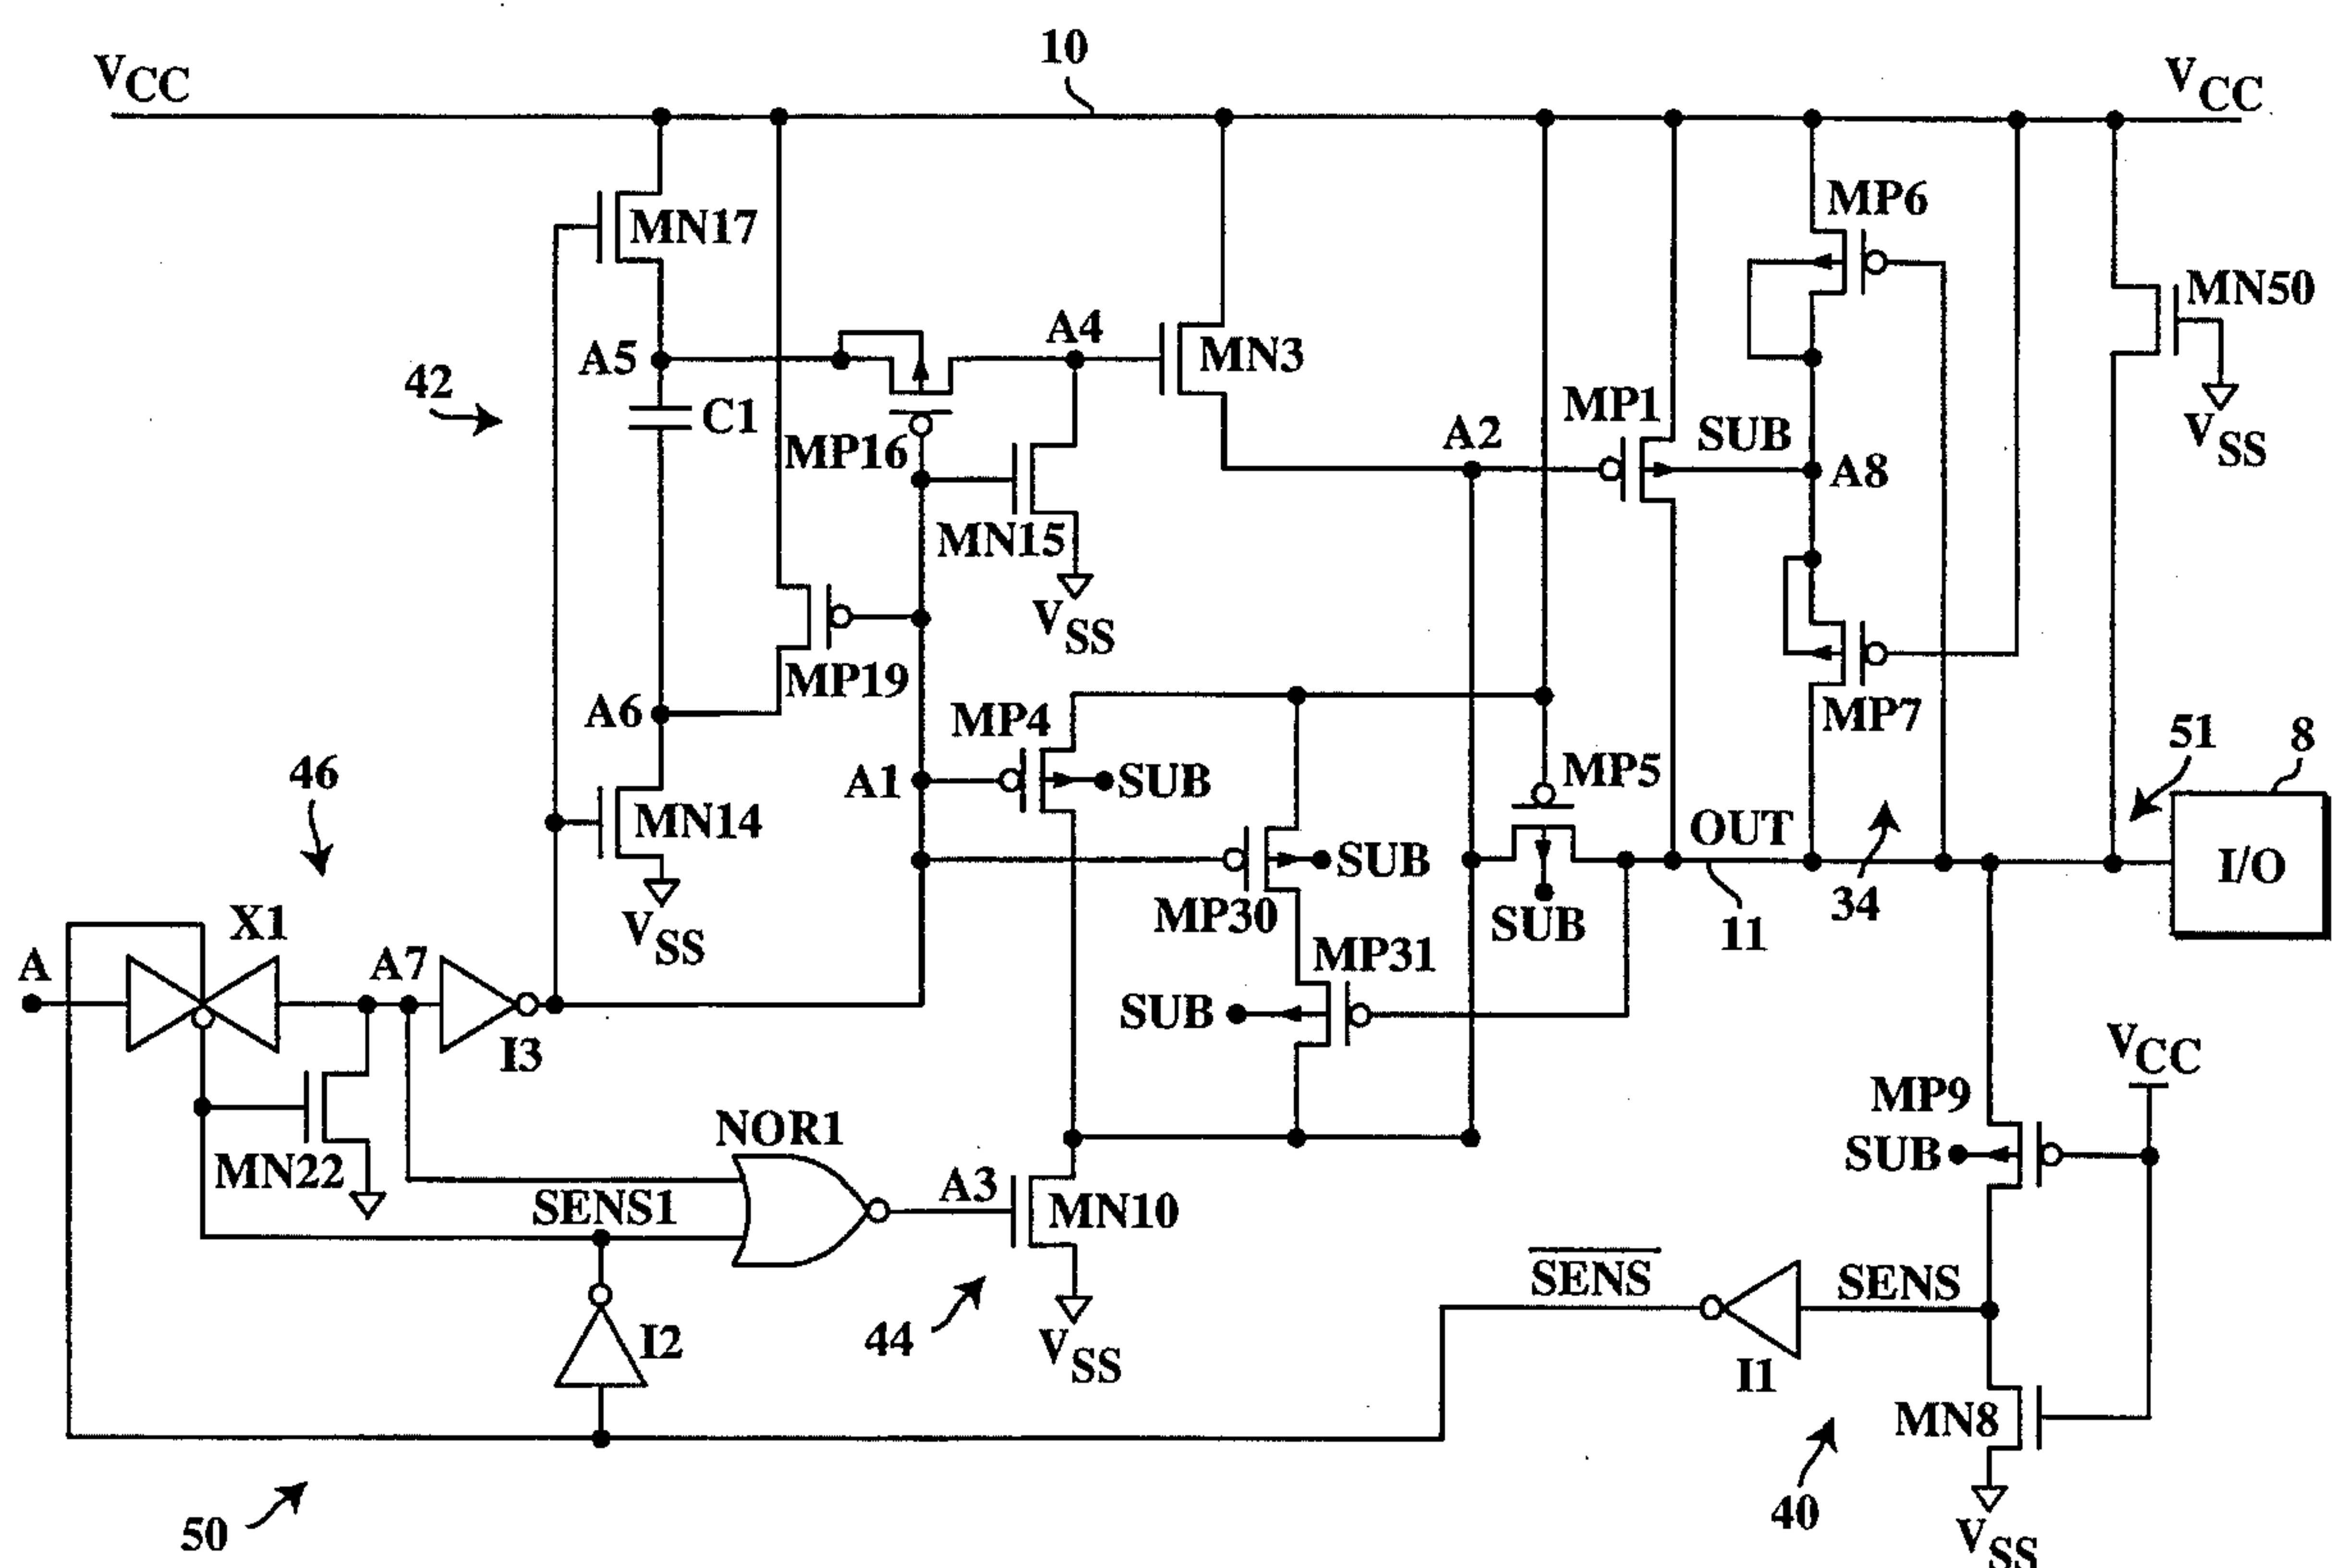 10
VCC
VCC
MP6
MN17
MN50
A4
A5
MN3
42
C1
MP1
SUB
A2
VSS
MP16
A8
MN15
VSS
MP19
A6
MP4
MP7
51
8
46
A1
SUB
MP5
MN14
OUT
I/O
SUB
MP30
SUB
34
11
VSS
X1
A
A7
MP31
SUB
I3
VCC
MP9
NOR1
SUB
MN22
A3
MN10
SENS1
SENS
SENS
I2
44
VSS
I1
MN8
40
50
VSS